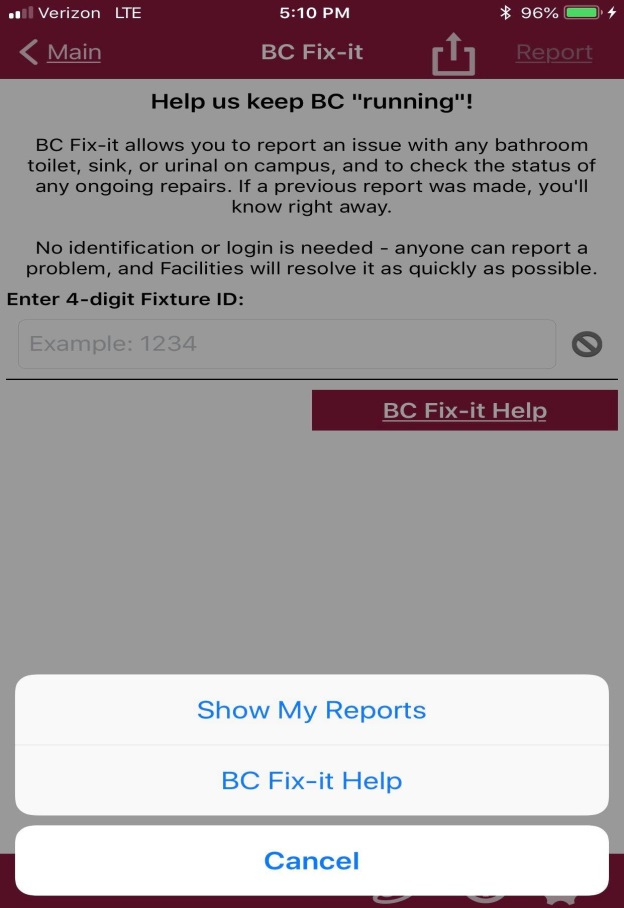 Verizon LTE 5:10 PM 96%
Main BC Fix-it Report
Help us keep BC "running"!
BC Fix-it allows you to report an issue with any bathroom
toilet, sink, or urinal on campus, and to check the status of
any ongoing repairs. If a previous report was made, you'll
know right away.
No identification or login is needed - anyone can report a
problem, and Facilities will resolve it as quickly as possible.
Enter 4-digit Fixture ID:
Example: 1234
BC Fix-it Help
Show My Reports
BC Fix-it Help
Cancel